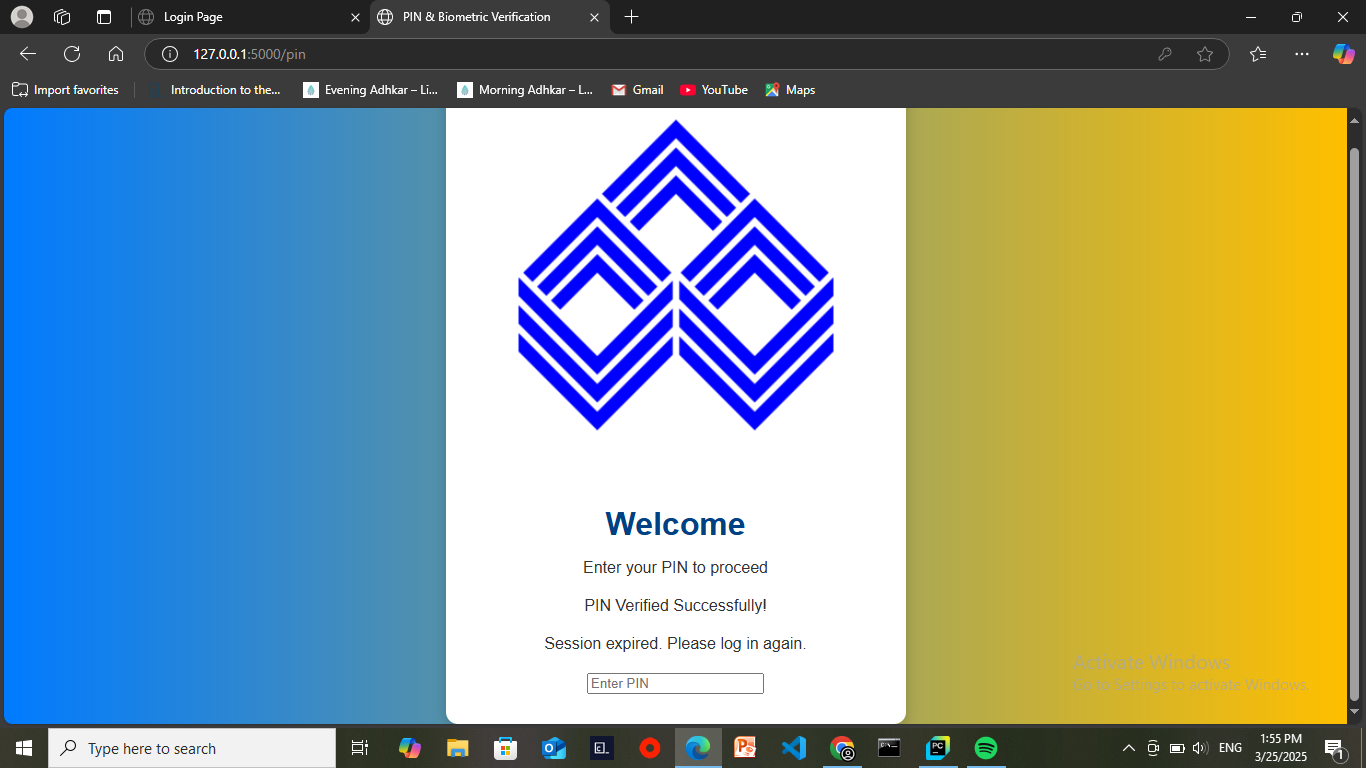 Login Page
PIN & Biometric Verification
127.0.0.1:5000/pin
Import favorites
Introduction to the...
Evening Adhkar – Li...
Morning Adhkar – L...
Gmail
YouTube
Maps
Welcome
Enter your PIN to proceed
PIN Verified Successfully!
Session expired. Please log in again.
Enter PIN
Activate Windows
Go to Settings to activate Windows.
Type here to search
ENG
1:55 PM
3/25/2025
1